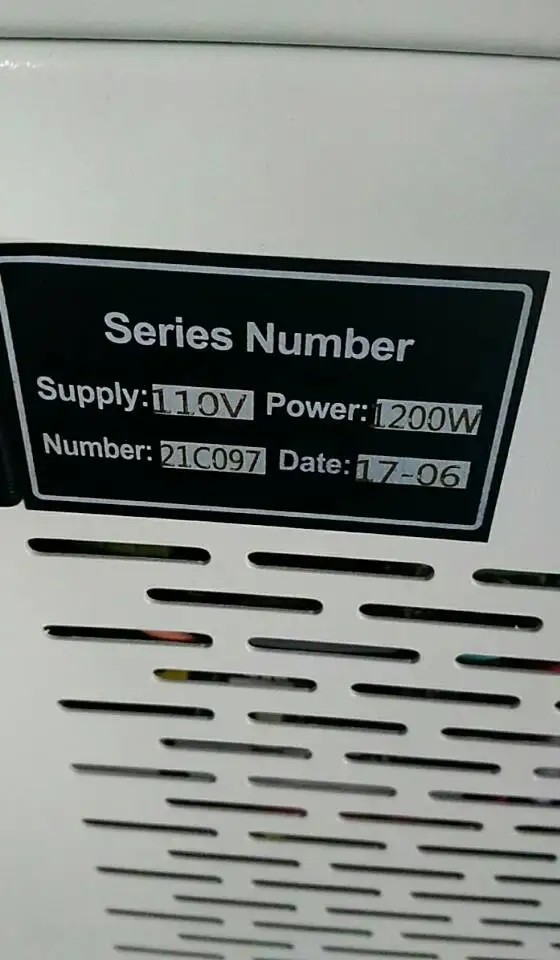 Series Number
Supply:110V Power:1200W
Number:21C097 Date:17-06